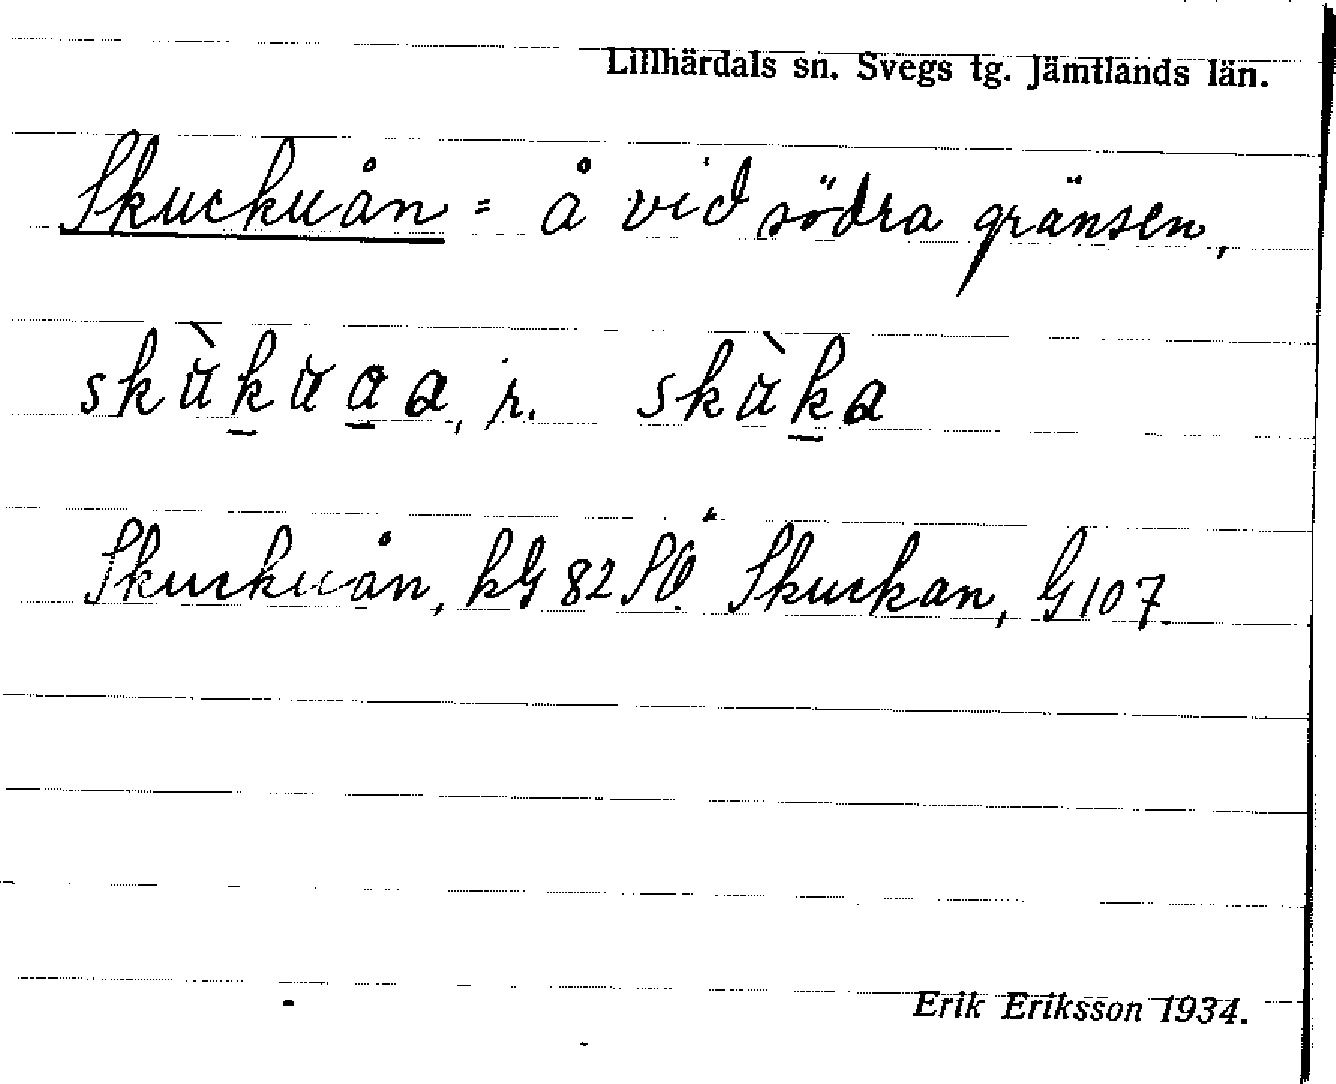 Lillhärdals sn. Svegs tg. Jämtlands län.
Skuckuån = å vid södra gränsen,
skùkuaa, r. skùka
Skuckuån, kG 82 SV. Skuckan, G 107
Erik Eriksson 1934.